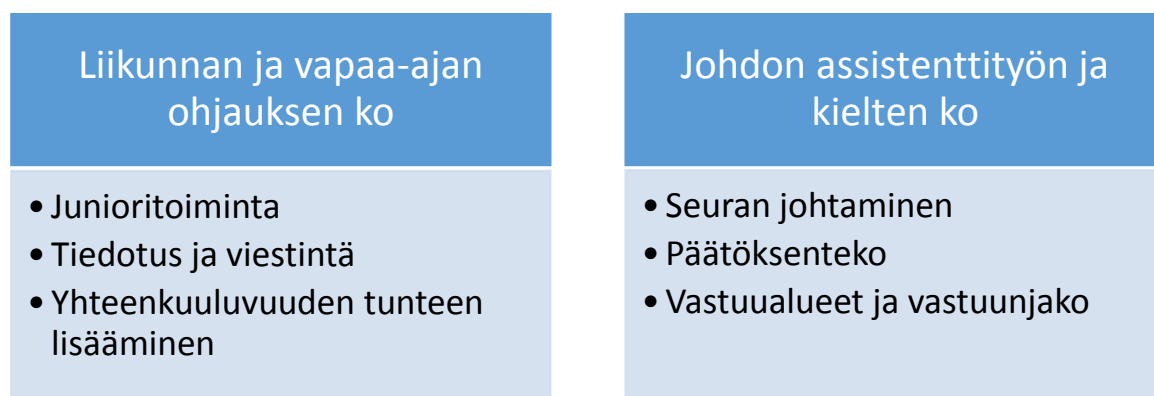 Liikunnan ja vapaa-ajan
ohjauksen ko
• Junioritoiminta
• Tiedotus ja viestintä
• Yhteenkuuluvuuden tunteen
lisääminen
Johdon assistenttityön ja
kielten ko
• Seuran johtaminen
• Päätöksenteko
• Vastuualueet ja vastuunjako